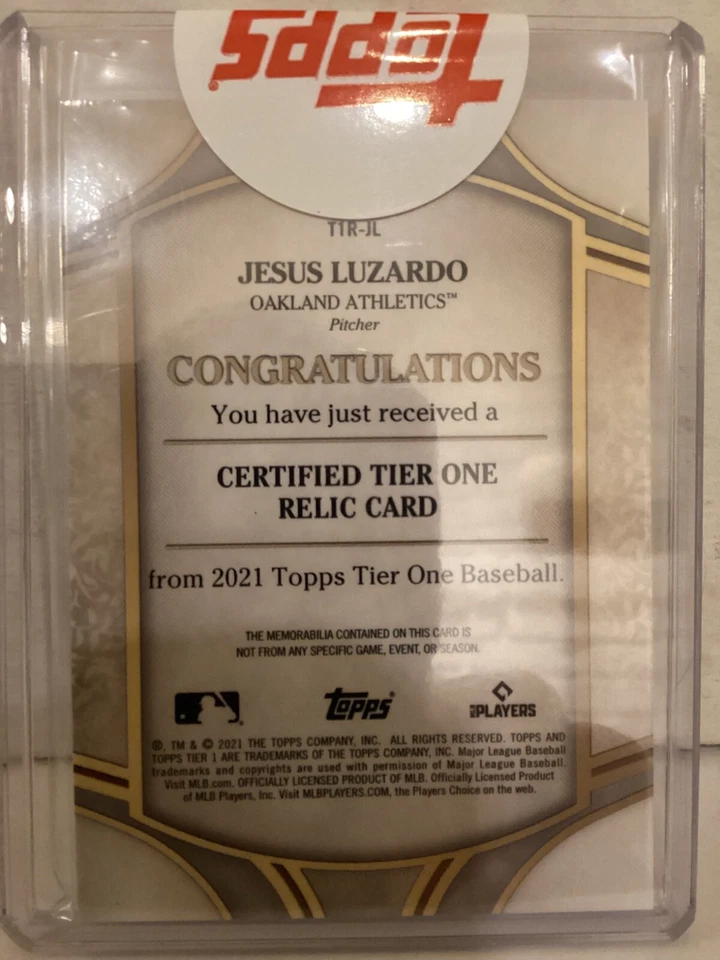 Topps
T1R-JL
JESUS LUZARDO
OAKLAND ATHLETICS™
Pitcher
CONGRATULATIONS
You have just received a
CERTIFIED TIER ONE
RELIC CARD
from 2021 Topps Tier One Baseball.
THE MEMORABILIA CONTAINED ON THIS CARD IS
NOT FROM ANY SPECIFIC GAME, EVENT, OR SEASON.
Topps® PLAYERS
®, TM & © 2021 THE TOPPS COMPANY, INC. ALL RIGHTS RESERVED. TOPPS AND
TOPPS TIER 1 ARE TRADEMARKS OF THE TOPPS COMPANY, INC. Major League Baseball
trademarks and copyrights are used with permission of Major League Baseball.
Visit MLB.com. OFFICIALLY LICENSED PRODUCT OF MLB. Officially Licensed Product
of MLB Players, Inc. Visit MLBPLAYERS.COM, the Players Choice on the web.